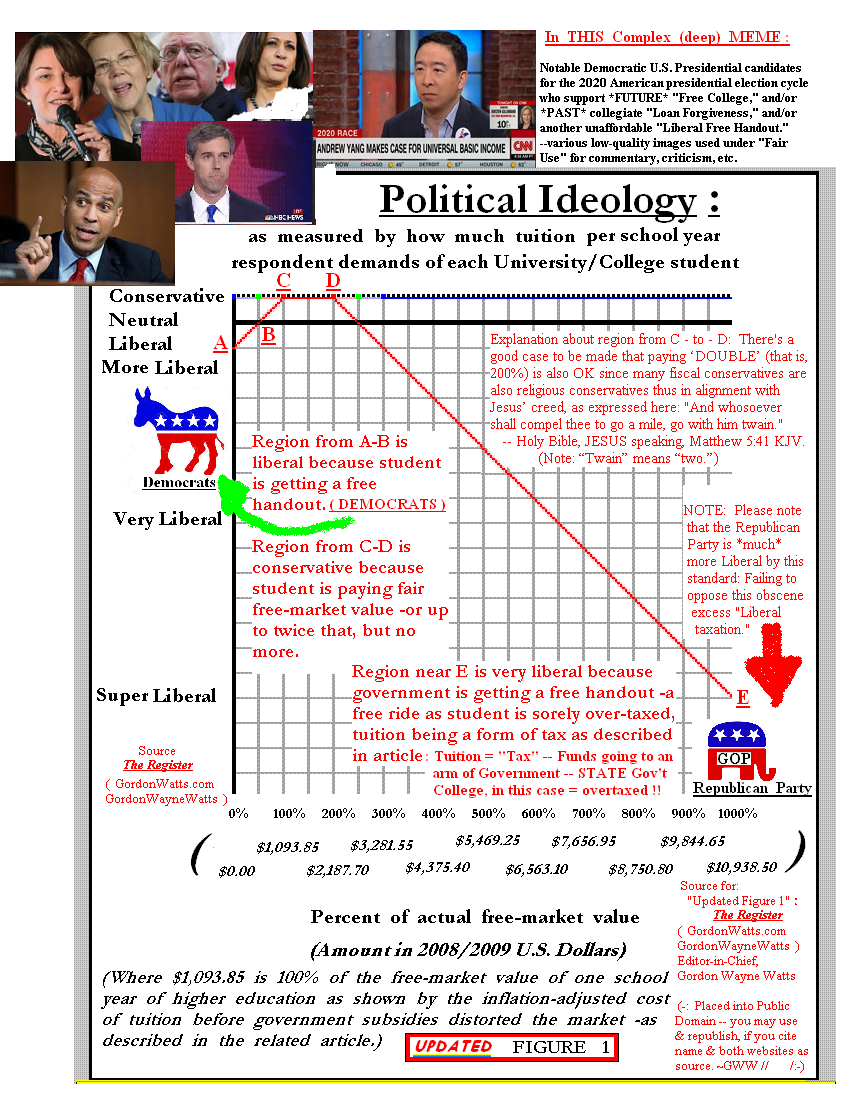 In THIS Complex (deep) MEME :
Notable Democratic U.S. Presidential candidates
for the 2020 American presidential election cycle
who support *FUTURE* "Free College," and/or
*PAST* collegiate "Loan Forgiveness," and/or
another unaffordable "Liberal Free Handout."
--various low-quality images used under "Fair
Use" for commentary, criticism, etc.
10T
2020 RACE
ANDREW YANG MAKES CASE FOR UNIVERSAL BASIC INCOME
CNN
RIGHT NOW CHICAGO 45° DETROIT 57° HOUSTON 62°
NBC NEWS
Political Ideology :
as measured by how much tuition per school year
respondent demands of each University/College student
C D
Conservative
Neutral
Liberal
A
B
More Liberal
Explanation about region from C - to - D: There's a
good case to be made that paying ‘DOUBLE’ (that is,
200%) is also OK since many fiscal conservatives are
also religious conservatives thus in alignment with
Jesus’ creed, as expressed here: "And whosoever
shall compel thee to go a mile, go with him twain."
-- Holy Bible, JESUS speaking, Matthew 5:41 KJV.
(Note: “Twain” means “two.”)
Democrats
Region from A-B is
liberal because student
is getting a free
handout. ( DEMOCRATS )
Very Liberal
Region from C-D is
conservative because
student is paying fair
free-market value -or up
to twice that, but no
more.
NOTE: Please note
that the Republican
Party is *much*
more Liberal by this
standard: Failing to
oppose this obscene
excess "Liberal
taxation."
Super Liberal
Region near E is very liberal because
government is getting a free handout -a
free ride as student is sorely over-taxed,
tuition being a form of tax as described
in article: Tuition = "Tax" -- Funds going to an
arm of Government -- STATE Gov't
College, in this case = overtaxed !!
E
GOP
Republican Party
Source
The Register
( GordonWatts.com
GordonWayneWatts )
0% 100% 200% 300% 400% 500% 600% 700% 800% 900% 1000%
( $1,093.85 $3,281.55 $5,469.25 $7,656.95 $9,844.65 )
$0.00 $2,187.70 $4,375.40 $6,563.10 $8,750.80 $10,938.50
Percent of actual free-market value
(Amount in 2008/2009 U.S. Dollars)
(Where $1,093.85 is 100% of the free-market value of one school
year of higher education as shown by the inflation-adjusted cost
of tuition before government subsidies distorted the market -as
described in the related article.)
UPDATED FIGURE 1
Source for:
"Updated Figure 1" :
The Register
( GordonWatts.com
GordonWayneWatts )
Editor-in-Chief,
Gordon Wayne Watts
(-: Placed into Public
Domain -- you may use
& republish, if you cite
name & both websites as
source. ~GWW // /:-)